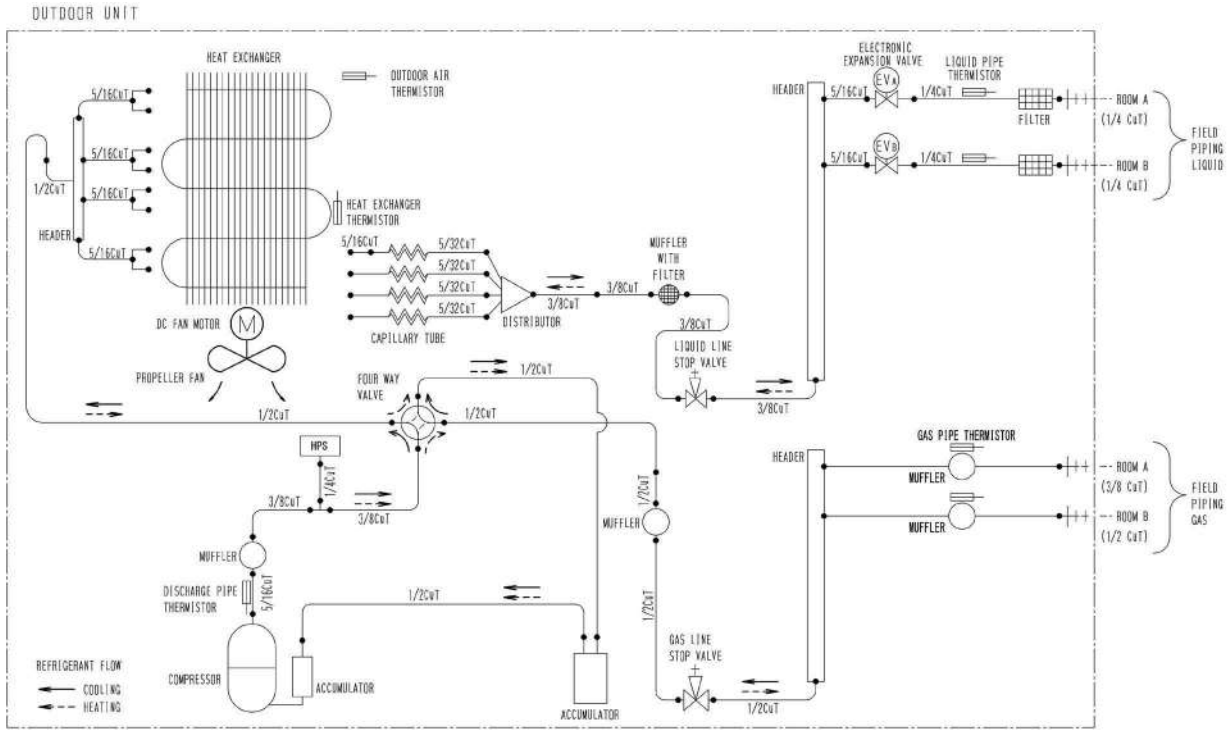 OUTDOOR UNIT
HEAT EXCHANGER
OUTDOOR AIR
THERMISTOR
5/16CuT
5/16CuT
5/16CuT
5/16CuT
1/2CuT
HEADER
HEAT EXCHANGER
THERMISTOR
DC FAN MOTOR
M
PROPELLER FAN
5/16CuT
5/32CuT
5/32CuT
5/32CuT
5/32CuT
CAPILLARY TUBE
DISTRIBUTOR
3/8CuT
3/8CuT
MUFFLER
WITH
FILTER
3/8CuT
LIQUID LINE
STOP VALVE
3/8CuT
HEADER
ELECTRONIC
EXPANSION VALVE
EVA
5/16CuT
1/4CuT
LIQUID PIPE
THERMISTOR
FILTER
ROOM A
(1/4 CuT)
EVB
5/16CuT
1/4CuT
ROOM B
(1/4 CuT)
FIELD
PIPING
LIQUID
FOUR WAY
VALVE
1/2CuT
1/2CuT
1/2CuT
HPS
1/4CuT
3/8CuT
3/8CuT
MUFFLER
DISCHARGE PIPE
THERMISTOR
5/16CuT
COMPRESSOR
ACCUMULATOR
1/2CuT
ACCUMULATOR
1/2CuT
MUFFLER
1/2CuT
GAS LINE
STOP VALVE
1/2CuT
HEADER
GAS PIPE THERMISTOR
MUFFLER
ROOM A
(3/8 CuT)
MUFFLER
ROOM B
(1/2 CuT)
FIELD
PIPING
GAS
REFRIGERANT FLOW
COOLING
HEATING